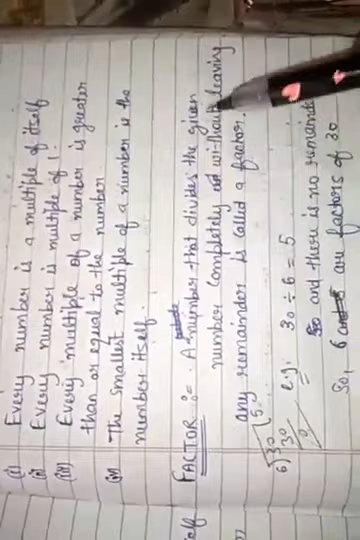 (i) Every number is a multiple of itself
(ii) Every number is multiple of 1
(iii) Every multiple of a number is greater
than or equal to the number
(iv) The smallest multiple of a number is the
number itself.
FACTOR :- A number that divides the given
number completely without leaving
any remainder is called a factor.
6)30(5
30
0
e.g; 30 ÷ 6 = 5
and there is no remainde
So, 6 are factors of 30